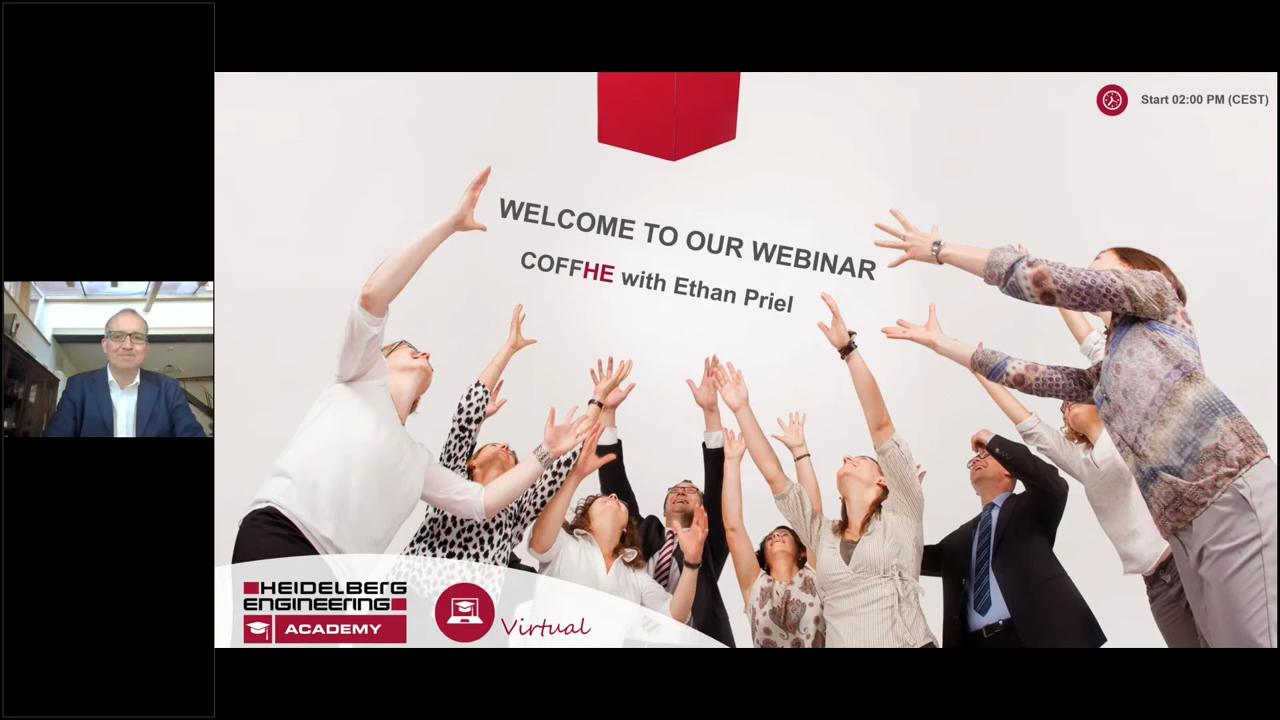 Start 02:00 PM (CEST)
WELCOME TO OUR WEBINAR
COFFHE with Ethan Priel
HEIDELBERG
ENGINEERING
ACADEMY
Virtual